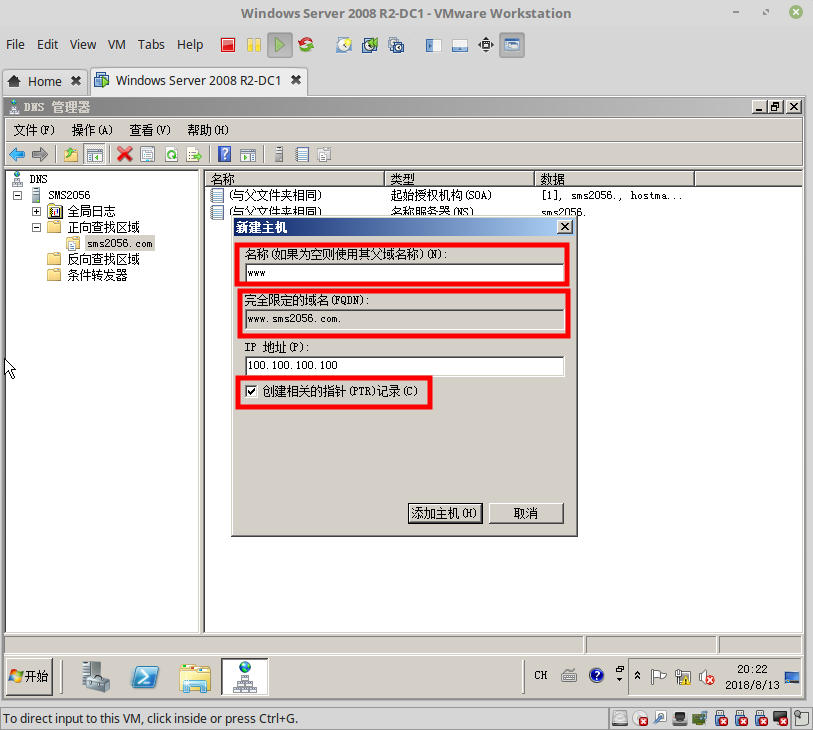 Windows Server 2008 R2-DC1 - VMware Workstation
File Edit View VM Tabs Help
Home Windows Server 2008 R2-DC1
DNS 管理器
文件(F) 操作(A) 查看(V) 帮助(H)
DNS
SMS2056
全局日志
正向查找区域
sms2056.com
反向查找区域
条件转发器
名称 类型 数据
(与父文件夹相同) 起始授权机构(SOA) [1], sms2056., hostma...
(与父文件夹相同) 名称服务器(NS) sms2056.
新建主机
名称(如果为空则使用其父域名称)(N):
www
完全限定的域名(FQDN):
www.sms2056.com.
IP 地址(P):
100.100.100.100
创建相关的指针(PTR)记录(C)
添加主机(H) 取消
开始 CH 20:22
2018/8/13
To direct input to this VM, click inside or press Ctrl+G.